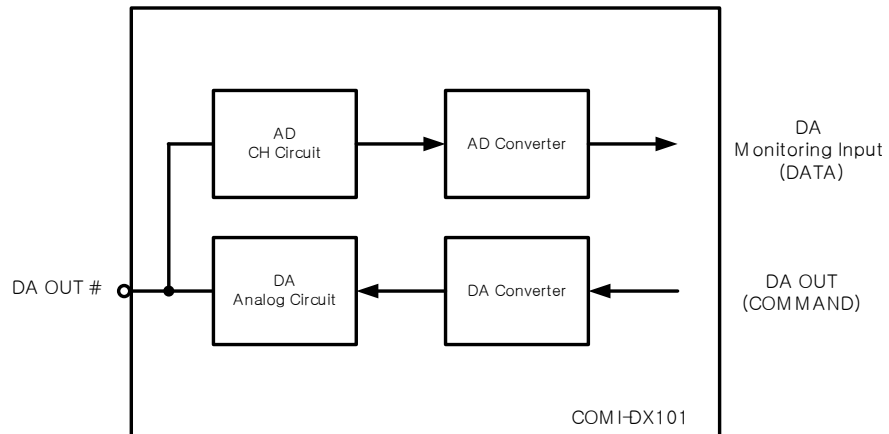 AD
CH Circuit
AD Converter
DA
Monitoring Input
(DATA)
DA OUT #
DA
Analog Circuit
DA Converter
DA OUT
(COMMAND)
COMI-DX101